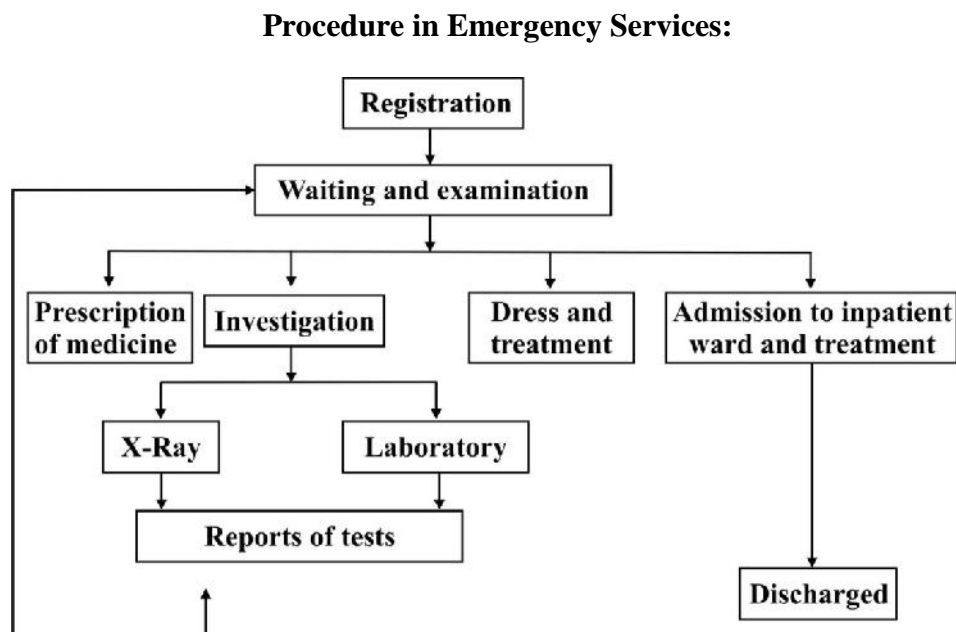 Procedure in Emergency Services:
Registration
Waiting and examination
Prescription
of medicine
Investigation
Dress and
treatment
Admission to inpatient
ward and treatment
X-Ray
Laboratory
Reports of tests
Discharged